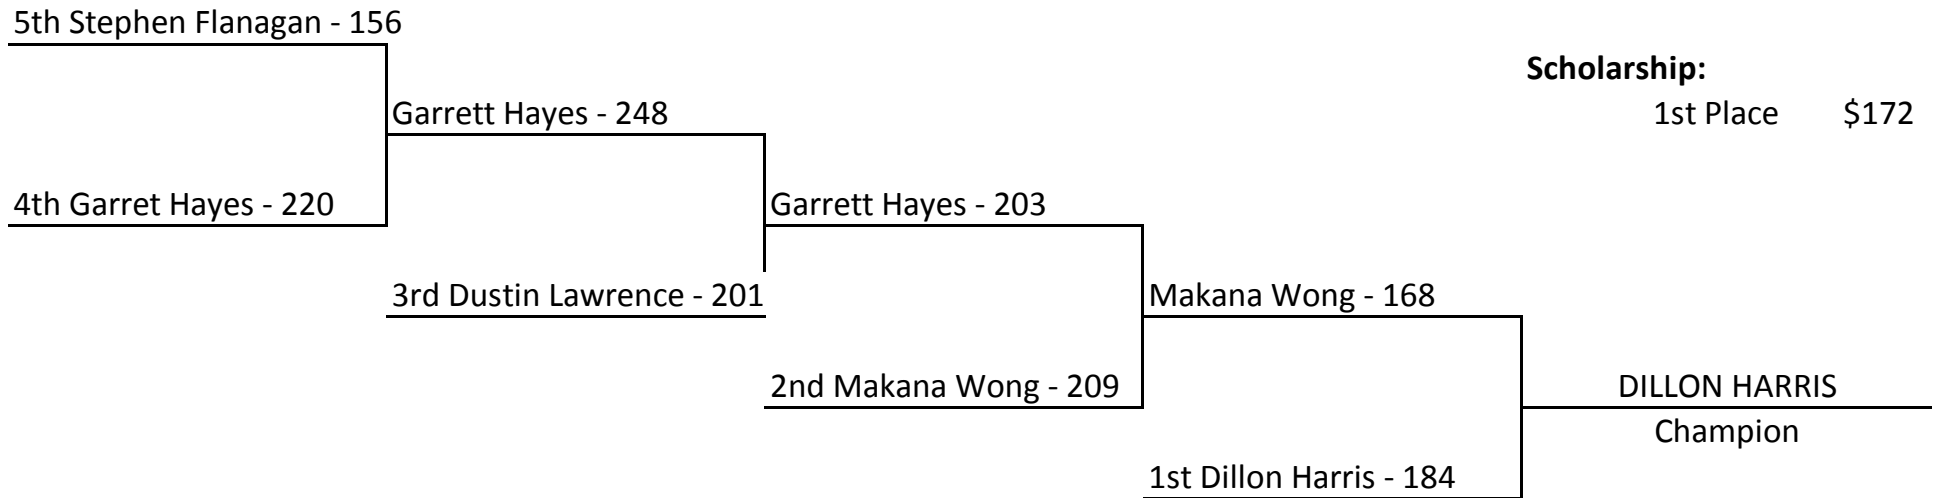 5th Stephen Flanagan - 156
Scholarship:
Garrett Hayes - 248
1st Place $172
4th Garret Hayes - 220
Garrett Hayes - 203
3rd Dustin Lawrence - 201
Makana Wong - 168
2nd Makana Wong - 209
DILLON HARRIS
Champion
1st Dillon Harris - 184